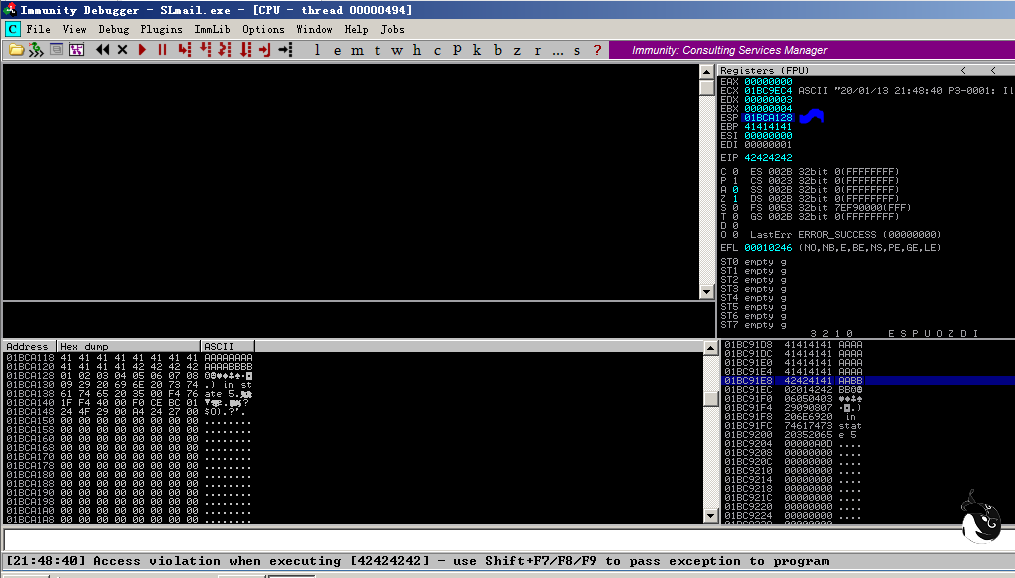 Immunity Debugger - SLmail.exe - [CPU - thread 00000494]
C File View Debug Plugins ImmLib Options Window Help Jobs
l e m t w h c P k b z r ... s ? Immunity: Consulting Services Manager
Registers (FPU) < <
EAX 00000000
ECX 01BC9EC4 ASCII "20/01/13 21:48:40 P3-0001: Il
EDX 00000003
EBX 00000004
ESP 01BCA128
EBP 41414141
ESI 00000000
EDI 00000001
EIP 42424242
C 0 ES 002B 32bit 0(FFFFFFFF)
P 1 CS 0023 32bit 0(FFFFFFFF)
A 0 SS 002B 32bit 0(FFFFFFFF)
Z 1 DS 002B 32bit 0(FFFFFFFF)
S 0 FS 0053 32bit 7EF90000(FFF)
T 0 GS 002B 32bit 0(FFFFFFFF)
D 0
O 0 LastErr ERROR_SUCCESS (00000000)
EFL 00010246 (NO,NB,E,BE,NS,PE,GE,LE)
ST0 empty g
ST1 empty g
ST2 empty g
ST3 empty g
ST4 empty g
ST5 empty g
ST6 empty g
ST7 empty g
3 2 1 0 E S P U O Z D I
Address Hex dump ASCII
01BCA118 41 41 41 41 41 41 41 41 AAAAAAAA
01BCA120 41 41 41 41 42 42 42 42 AAAABBBB
01BCA128 01 02 03 04 05 06 07 08
01BCA130 09 29 20 69 6E 20 73 74 .) in st
01BCA138 61 74 65 20 35 00 F4 76 ate 5.
01BCA140 1F F4 40 00 F0 CE BC 01
01BCA148 24 4F 29 00 A4 24 27 00 $O).?'.
01BCA150 00 00 00 00 00 00 00 00 ........
01BCA158 00 00 00 00 00 00 00 00 ........
01BCA160 00 00 00 00 00 00 00 00 ........
01BCA168 00 00 00 00 00 00 00 00 ........
01BCA170 00 00 00 00 00 00 00 00 ........
01BCA178 00 00 00 00 00 00 00 00 ........
01BCA180 00 00 00 00 00 00 00 00 ........
01BCA188 00 00 00 00 00 00 00 00 ........
01BCA190 00 00 00 00 00 00 00 00 ........
01BCA198 00 00 00 00 00 00 00 00 ........
01BCA1A0 00 00 00 00 00 00 00 00 ........
01BCA1A8 00 00 00 00 00 00 00 00 ........
01BC91D8 41414141 AAAA
01BC91DC 41414141 AAAA
01BC91E0 41414141 AAAA
01BC91E4 41414141 AAAA
01BC91E8 42424141 AABB
01BC91EC 02014242 BB
01BC91F0 06050403
01BC91F4 29090807
01BC91F8 206E6920 in
01BC91FC 74617473 stat
01BC9200 20352065 e 5
01BC9204 00000A0D ....
01BC9208 00000000 ....
01BC920C 00000000 ....
01BC9210 00000000 ....
01BC9214 00000000 ....
01BC9218 00000000 ....
01BC921C 00000000 ....
01BC9220 00000000 ....
01BC9224 00000000 ....
[21:48:40] Access violation when executing [42424242] - use Shift+F7/F8/F9 to pass exception to program